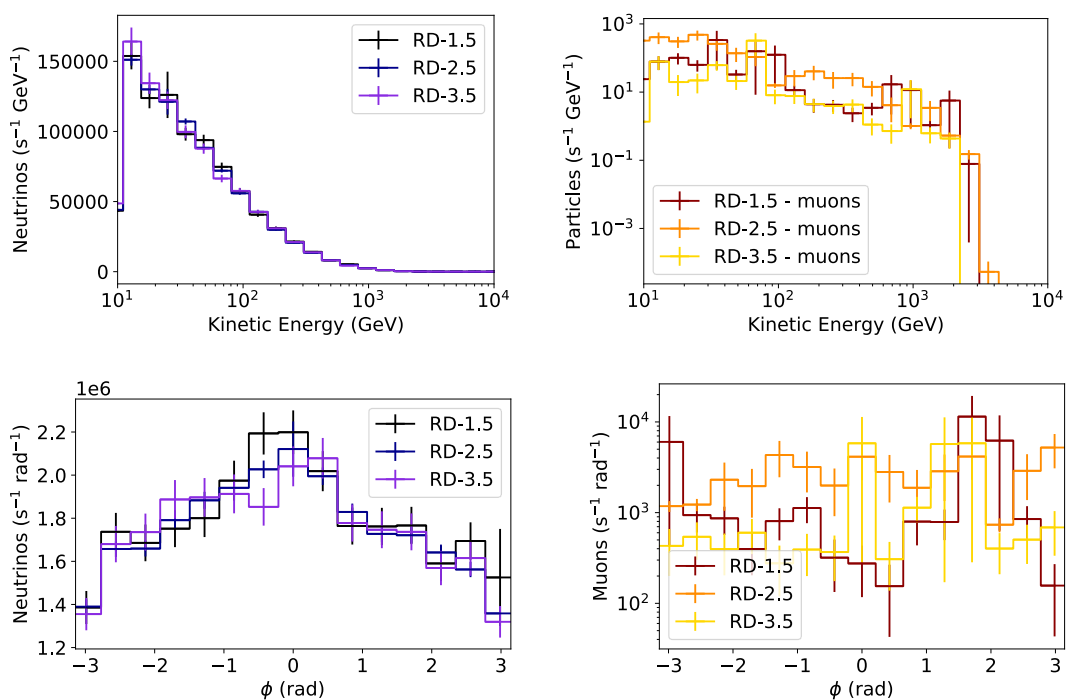 Neutrinos (s⁻¹ GeV⁻¹)
150000
100000
50000
0
10¹ 10² 10³ 10⁴
Kinetic Energy (GeV)
RD-1.5
RD-2.5
RD-3.5
Particles (s⁻¹ GeV⁻¹)
10³
10¹
10⁻¹
10⁻³
10¹ 10² 10³ 10⁴
Kinetic Energy (GeV)
RD-1.5 - muons
RD-2.5 - muons
RD-3.5 - muons
1e6
Neutrinos (s⁻¹ rad⁻¹)
2.2
2.0
1.8
1.6
1.4
1.2
−3 −2 −1 0 1 2 3
ϕ (rad)
RD-1.5
RD-2.5
RD-3.5
Muons (s⁻¹ rad⁻¹)
10⁴
10³
10²
−3 −2 −1 0 1 2 3
ϕ (rad)
RD-1.5
RD-2.5
RD-3.5